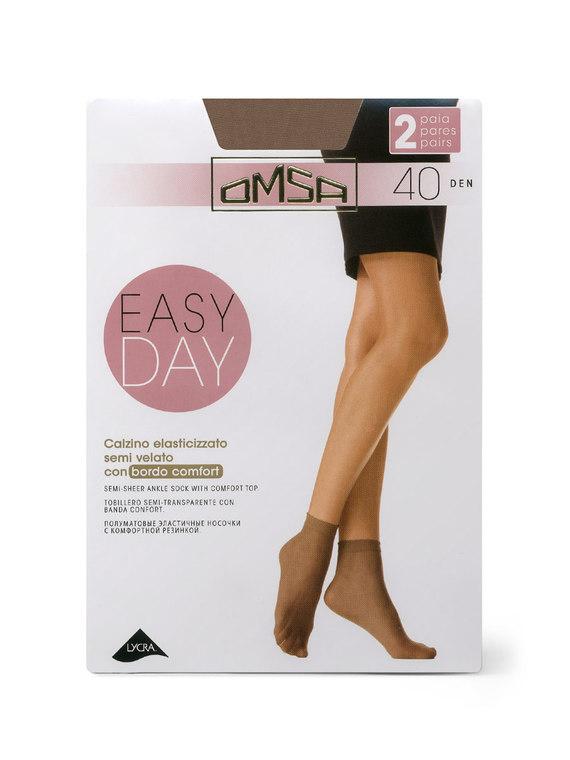 2 paia
pares
pairs
OMSA
40 DEN
EASY
DAY
Calzino elasticizzato
semi velato
con bordo comfort
SEMI-SHEER ANKLE SOCK WITH COMFORT TOP.
TOBILLERO SEMI-TRANSPARENTE CON
BANDA CONFORT.
ПОЛУМАТОВЫЕ ЭЛАСТИЧНЫЕ НОСОЧКИ
С КОМФОРТНОЙ РЕЗИНКОЙ.
LYCRA